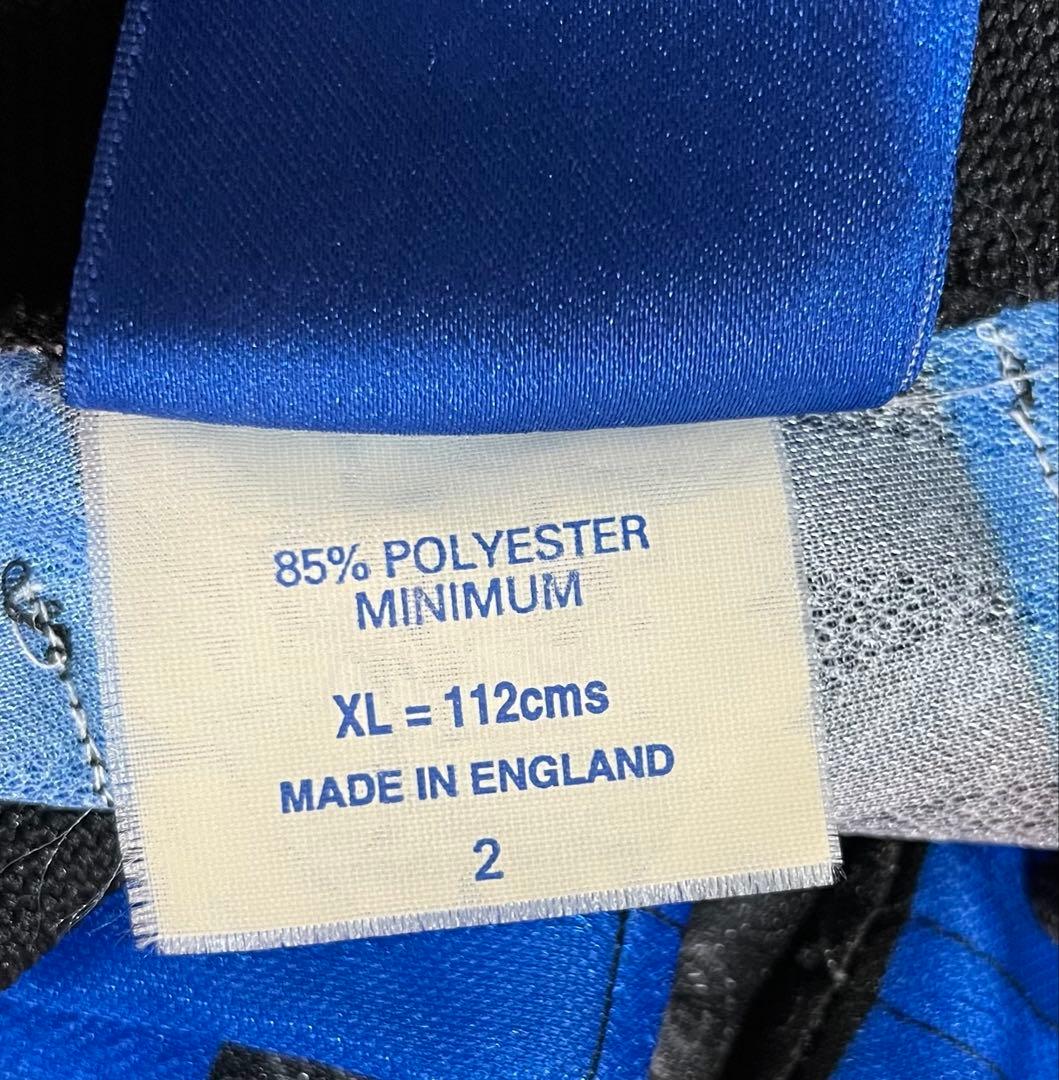 85% POLYESTER
MINIMUM
XL = 112cms
MADE IN ENGLAND
2